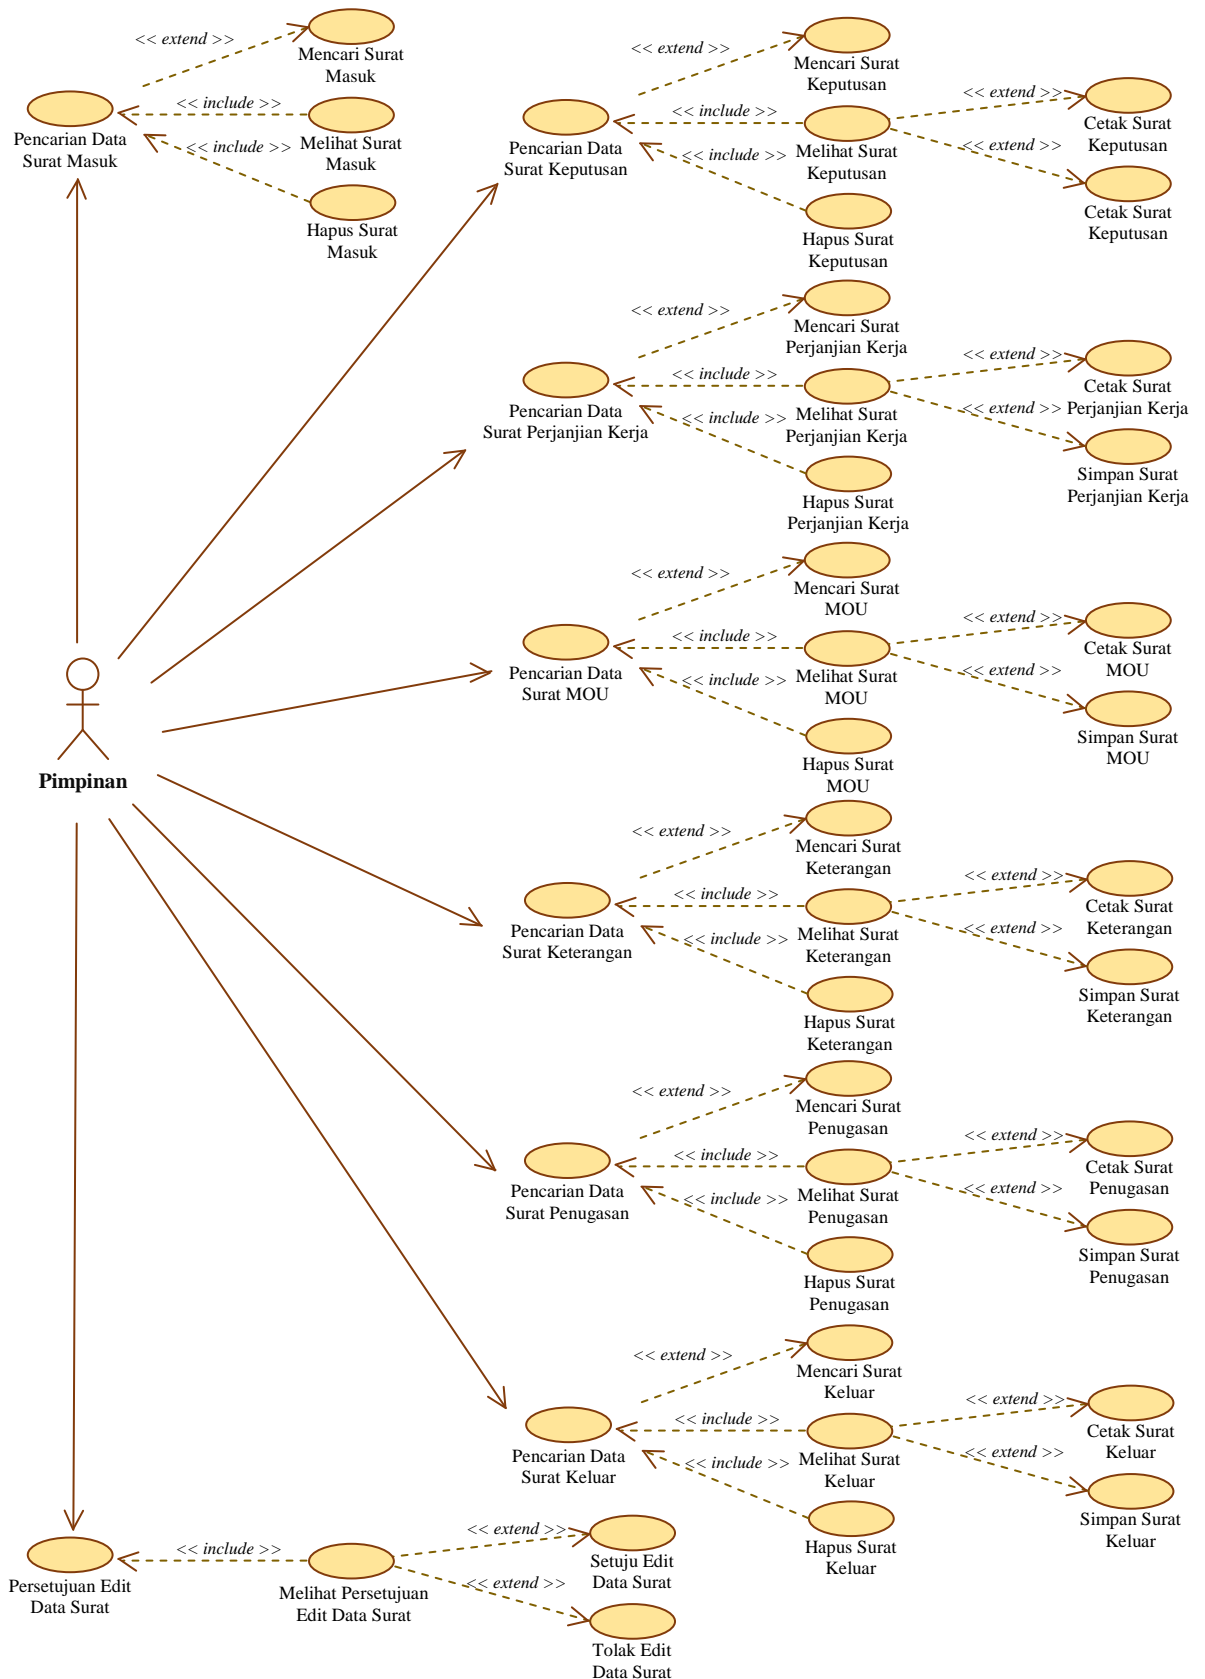 << extend >>
Mencari Surat
Masuk
<< include >>
Pencarian Data
Surat Masuk
Melihat Surat
Masuk
<< include >>
Hapus Surat
Masuk
<< extend >>
Mencari Surat
Keputusan
<< include >>
Pencarian Data
Surat Keputusan
Melihat Surat
Keputusan
<< include >>
Hapus Surat
Keputusan
<< extend >>
Cetak Surat
Keputusan
<< extend >>
Cetak Surat
Keputusan
<< extend >>
Mencari Surat
Perjanjian Kerja
<< include >>
Pencarian Data
Surat Perjanjian Kerja
Melihat Surat
Perjanjian Kerja
<< include >>
Hapus Surat
Perjanjian Kerja
<< extend >>
Cetak Surat
Perjanjian Kerja
<< extend >>
Simpan Surat
Perjanjian Kerja
<< extend >>
Mencari Surat
MOU
<< include >>
Pencarian Data
Surat MOU
Melihat Surat
MOU
<< include >>
Hapus Surat
MOU
<< extend >>
Cetak Surat
MOU
<< extend >>
Simpan Surat
MOU
Pimpinan
<< extend >>
Mencari Surat
Keterangan
<< include >>
Pencarian Data
Surat Keterangan
Melihat Surat
Keterangan
<< include >>
Hapus Surat
Keterangan
<< extend >>
Cetak Surat
Keterangan
<< extend >>
Simpan Surat
Keterangan
<< extend >>
Mencari Surat
Penugasan
<< include >>
Pencarian Data
Surat Penugasan
Melihat Surat
Penugasan
<< include >>
Hapus Surat
Penugasan
<< extend >>
Cetak Surat
Penugasan
<< extend >>
Simpan Surat
Penugasan
<< extend >>
Mencari Surat
Keluar
<< include >>
Pencarian Data
Surat Keluar
Melihat Surat
Keluar
<< include >>
Hapus Surat
Keluar
<< extend >>
Cetak Surat
Keluar
<< extend >>
Simpan Surat
Keluar
<< include >>
Persetujuan Edit
Data Surat
Melihat Persetujuan
Edit Data Surat
<< extend >>
Setuju Edit
Data Surat
<< extend >>
Tolak Edit
Data Surat